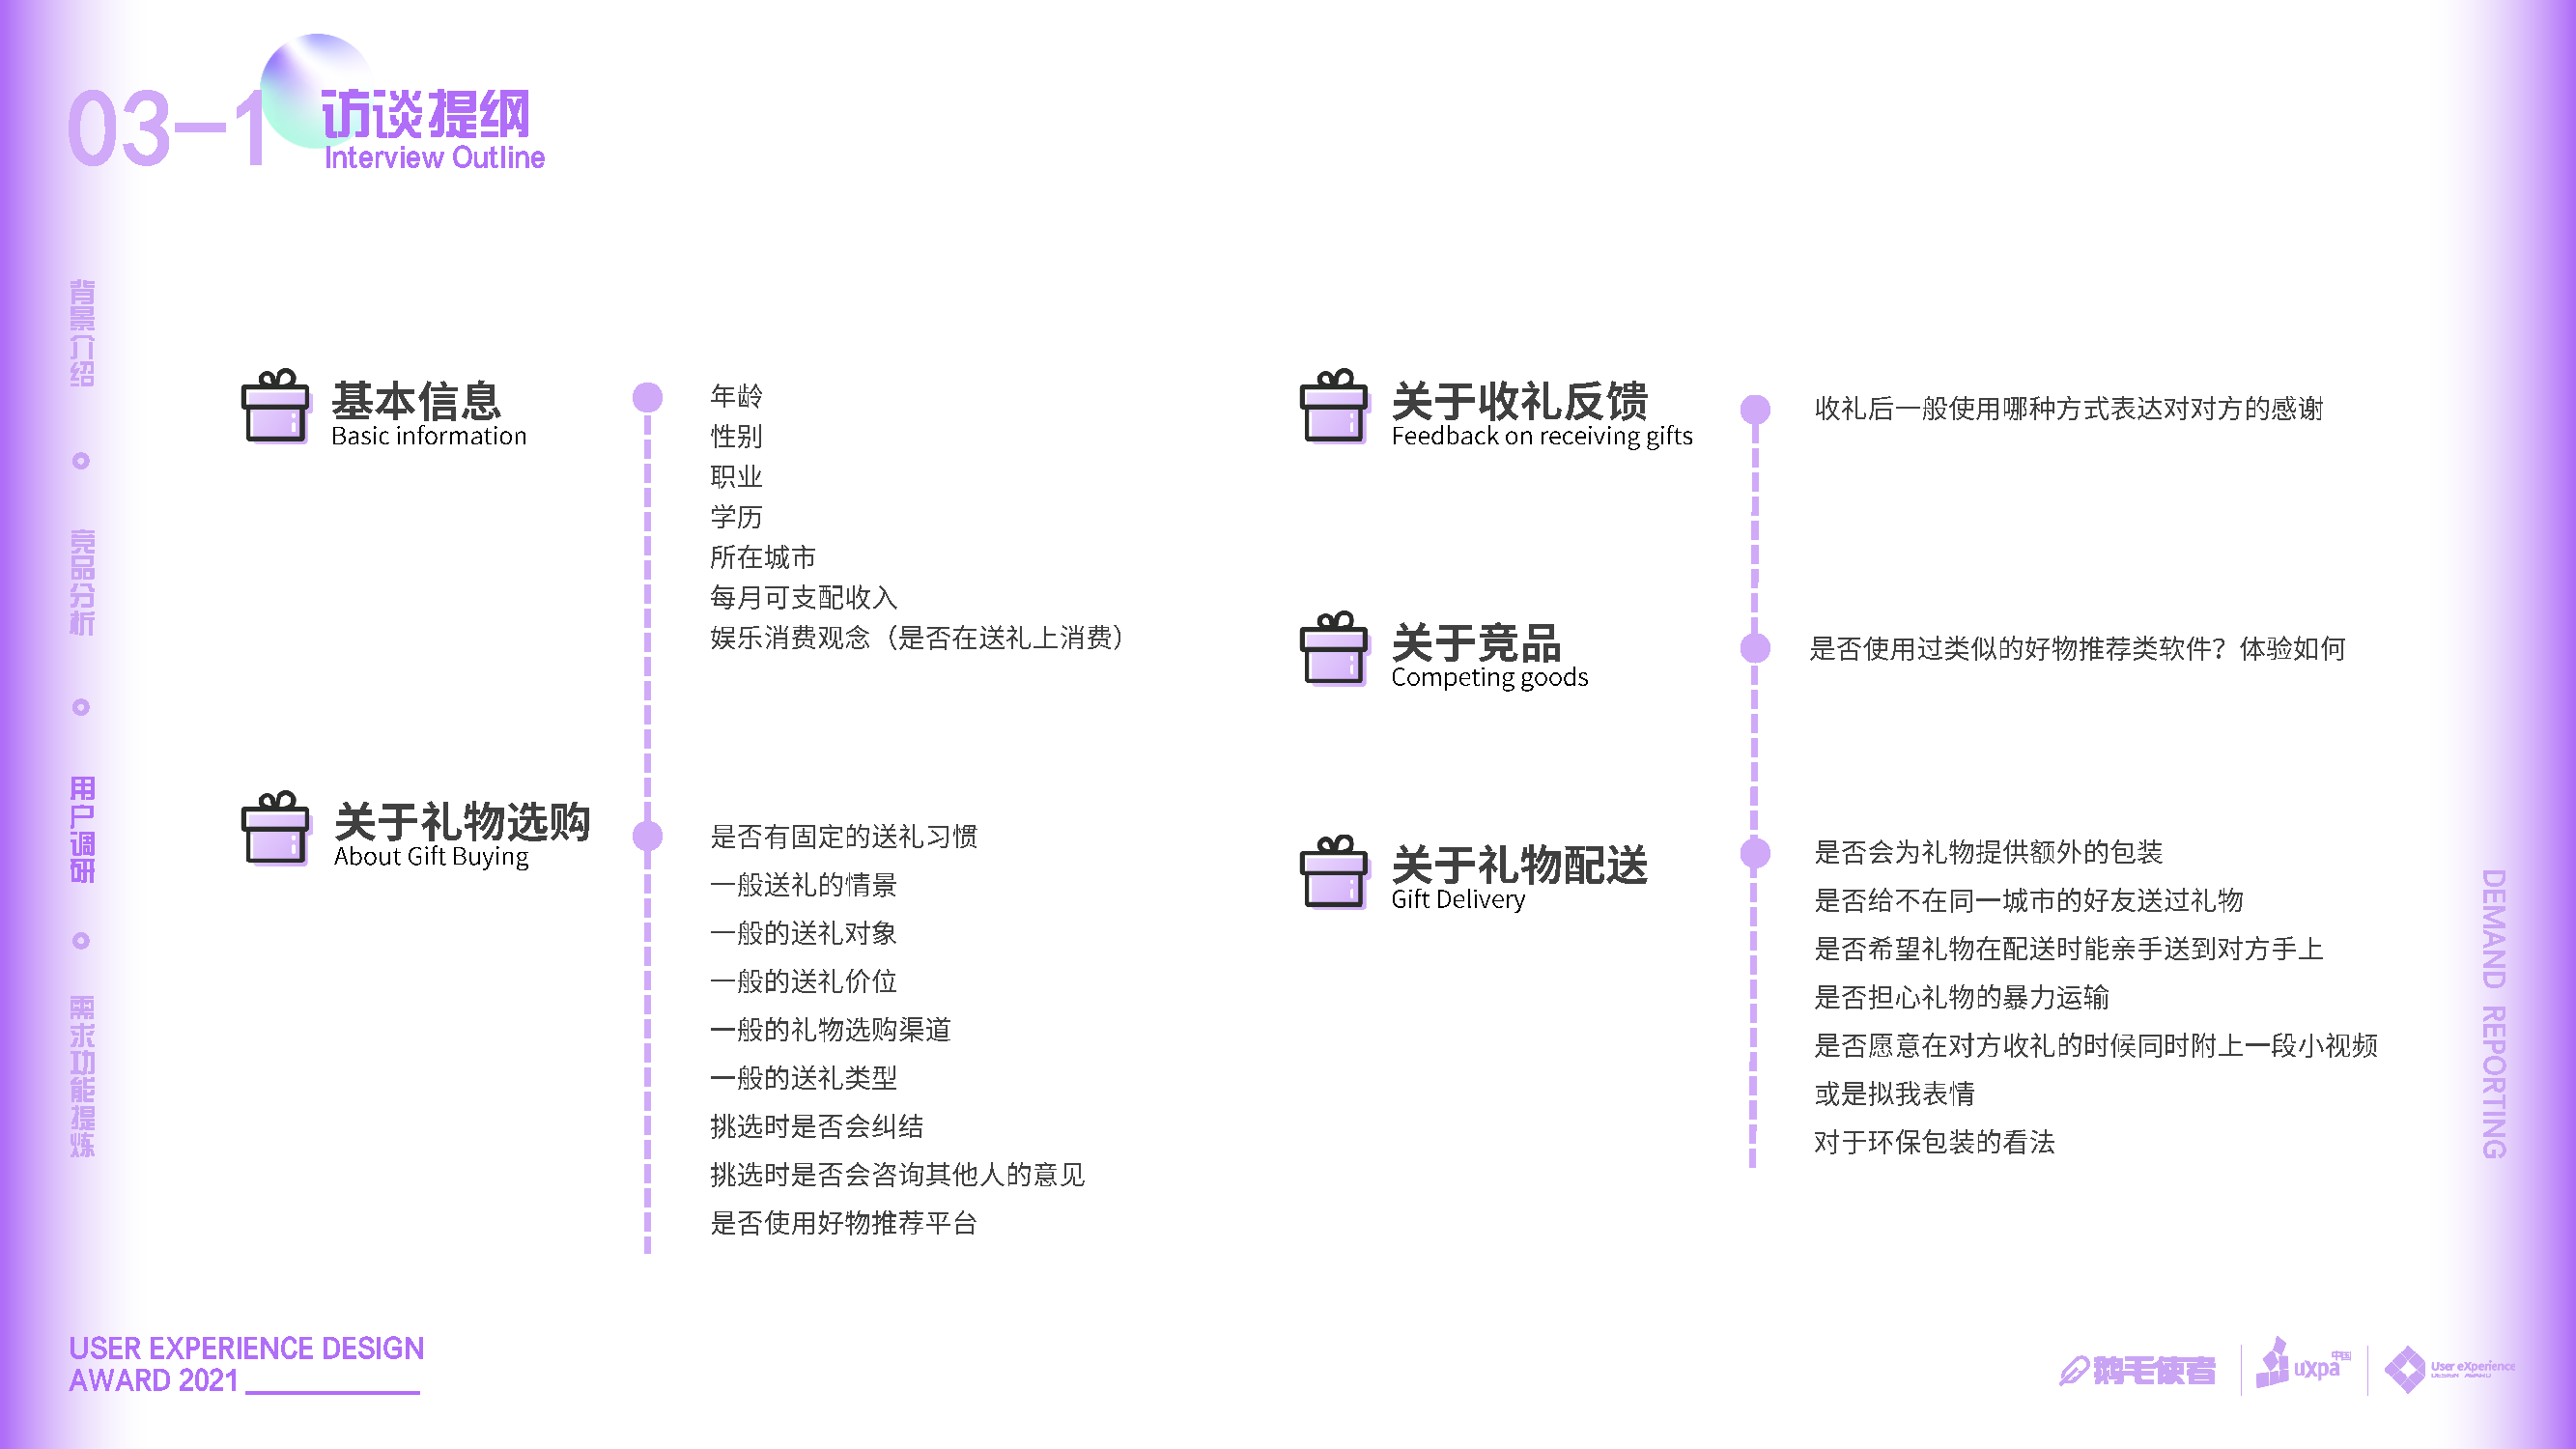 03-1
访谈提纲
Interview Outline
背景介绍
竞品分析
用户调研
需求功能提炼
基本信息
Basic information
年龄
性别
职业
学历
所在城市
每月可支配收入
娱乐消费观念（是否在送礼上消费）
关于礼物选购
About Gift Buying
是否有固定的送礼习惯
一般送礼的情景
一般的送礼对象
一般的送礼价位
一般的礼物选购渠道
一般的送礼类型
挑选时是否会纠结
挑选时是否会咨询其他人的意见
是否使用好物推荐平台
关于收礼反馈
Feedback on receiving gifts
收礼后一般使用哪种方式表达对对方的感谢
关于竞品
Competing goods
是否使用过类似的好物推荐类软件？体验如何
关于礼物配送
Gift Delivery
是否会为礼物提供额外的包装
是否给不在同一城市的好友送过礼物
是否希望礼物在配送时能亲手送到对方手上
是否担心礼物的暴力运输
是否愿意在对方收礼的时候同时附上一段小视频
或是拟我表情
对于环保包装的看法
DEMAND REPORTING
USER EXPERIENCE DESIGN
AWARD 2021
鹅毛使者
uxpa中国
User eXperience